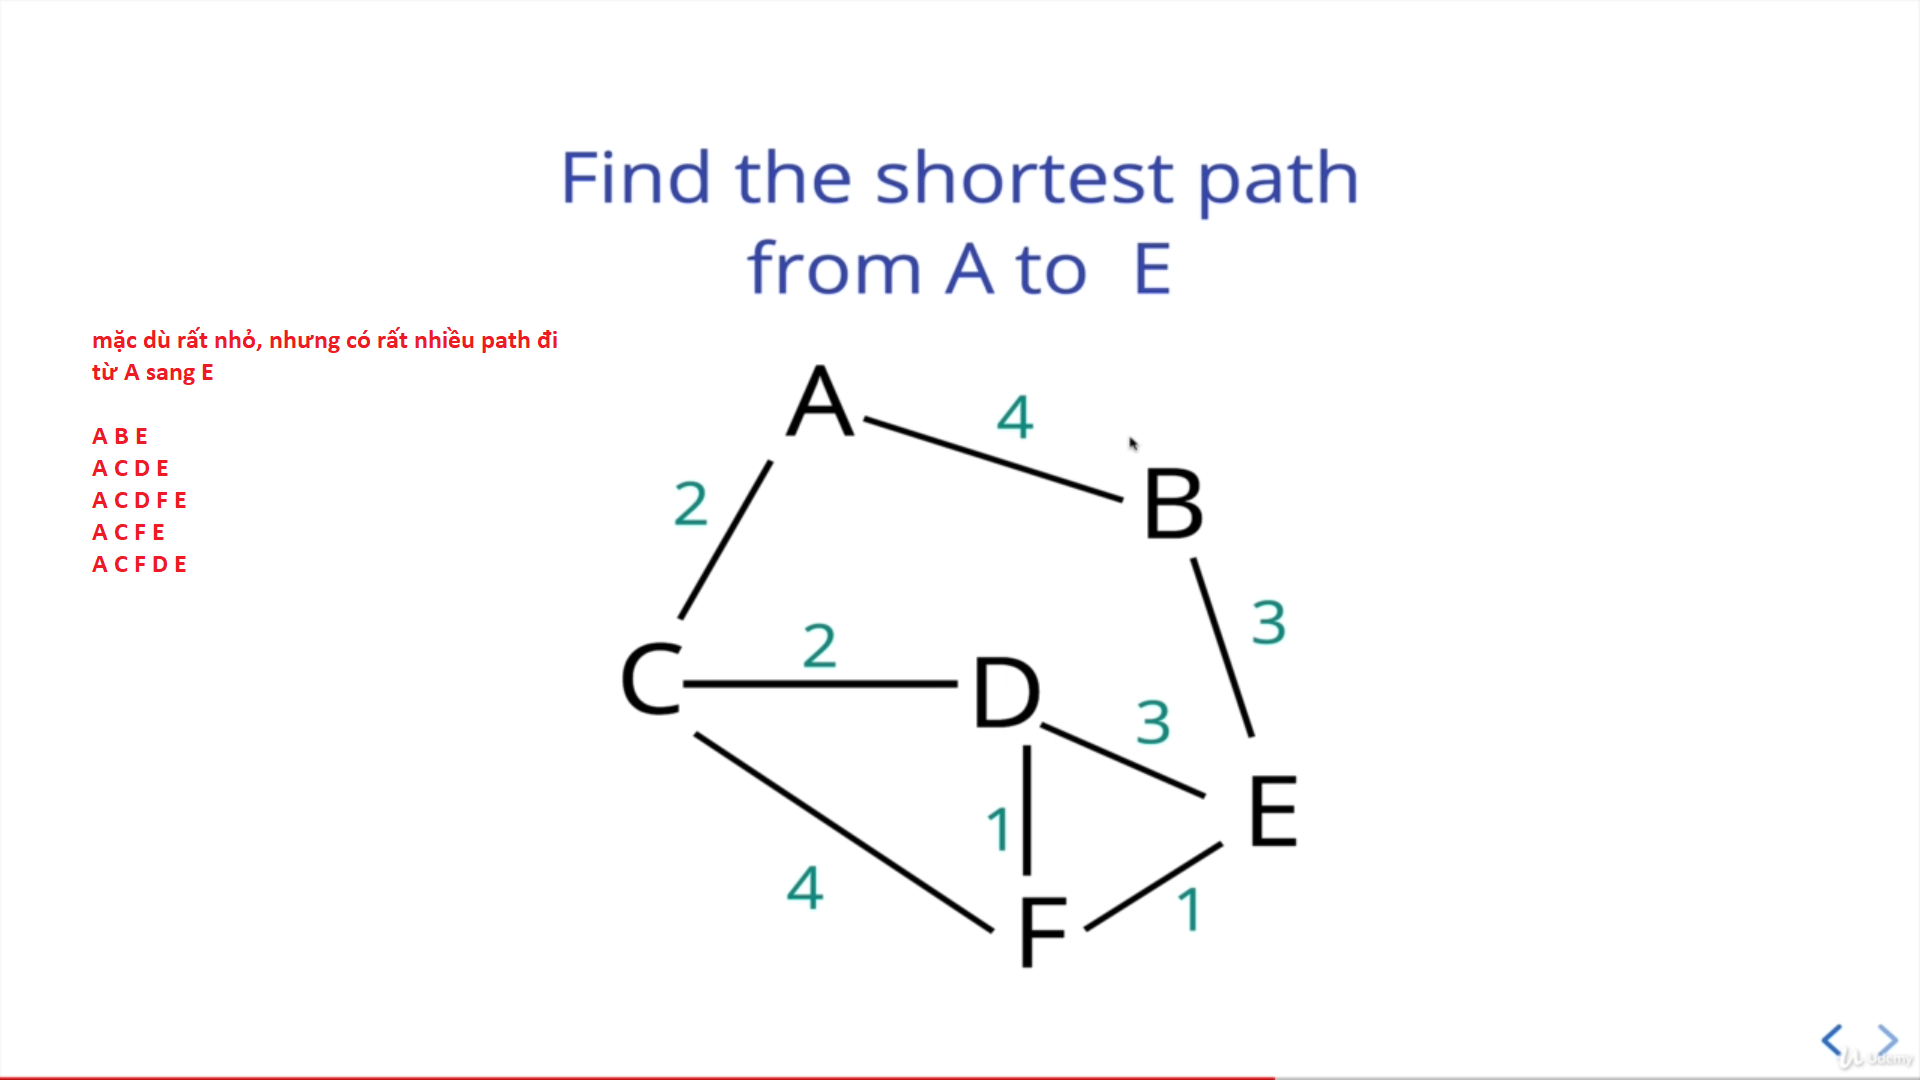 Find the shortest path
from A to E
mặc dù rất nhỏ, nhưng có rất nhiều path đi
từ A sang E
A B E
A C D E
A C D F E
A C F E
A C F D E
A
4
B
2
3
C
2
D
3
E
1
4
F
1
Udemy